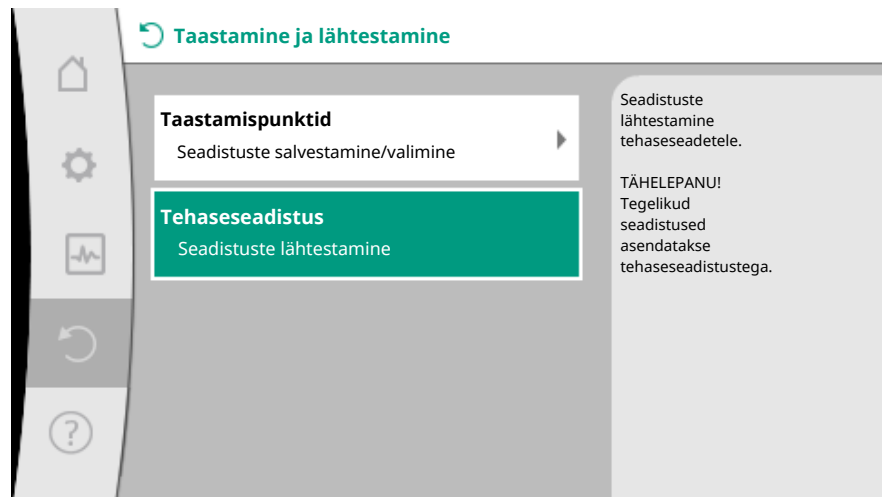 Taastamine ja lähtestamine
Taastamispunktid
Seadistuste salvestamine/valimine
Tehaseseadistus
Seadistuste lähtestamine
Seadistuste
lähtestamine
tehaseseadetele.
TÄHELEPANU!
Tegelikud
seadistused
asendatakse
tehaseseadistustega.
?